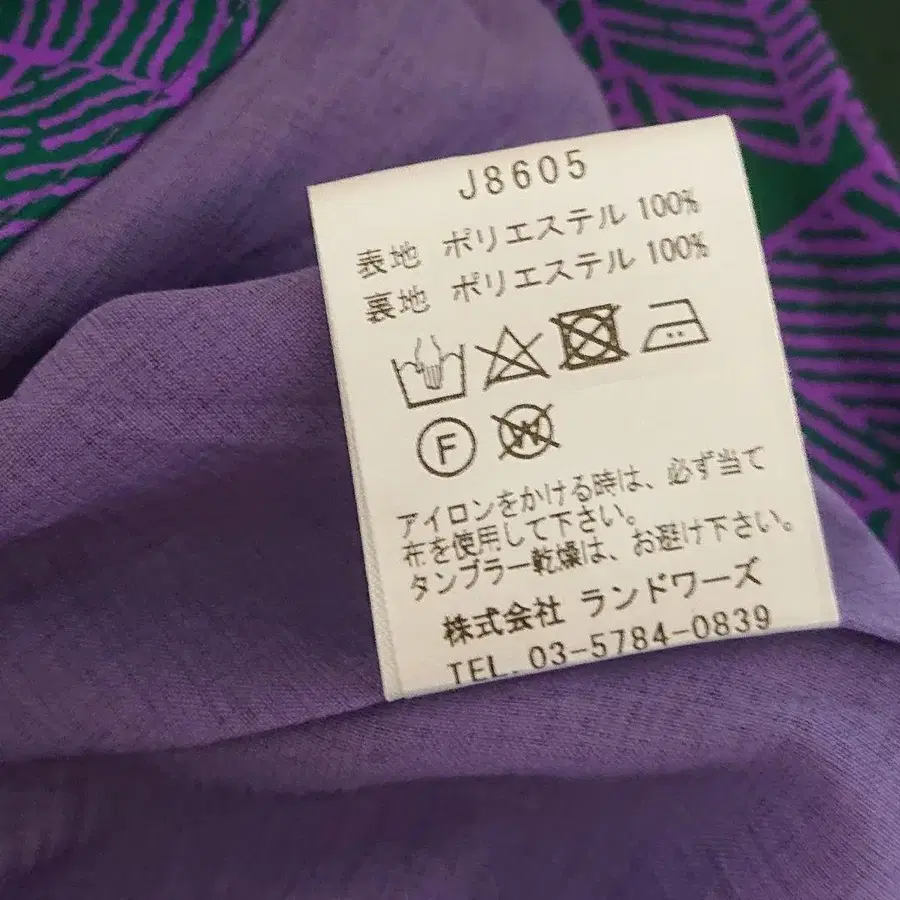 J8605
表地 ポリエステル 100%
裏地 ポリエステル 100%
F W
アイロンをかける時は、必ず当て
布を使用して下さい。
タンブラー乾燥は、お避け下さい。
株式会社 ランドワーズ
TEL. 03-5784-0839